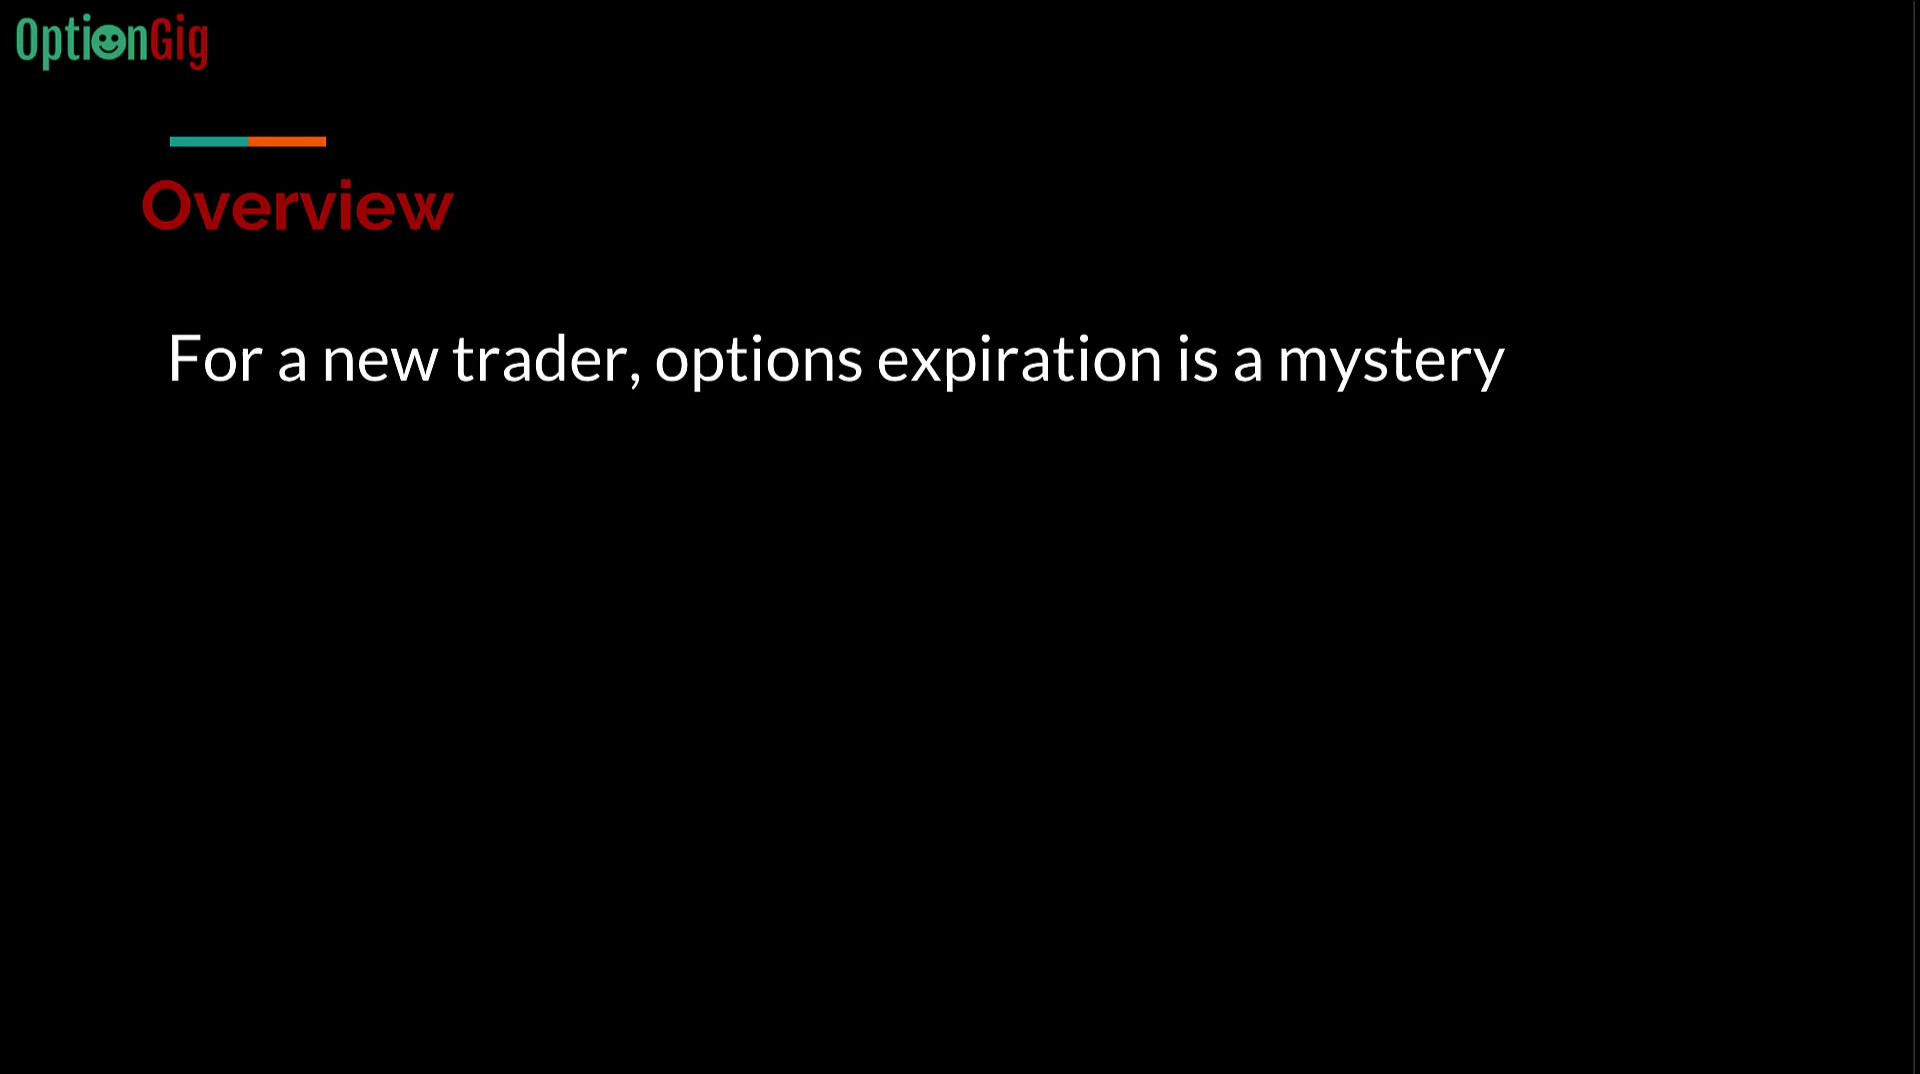 OptionGig
Overview
For a new trader, options expiration is a mystery